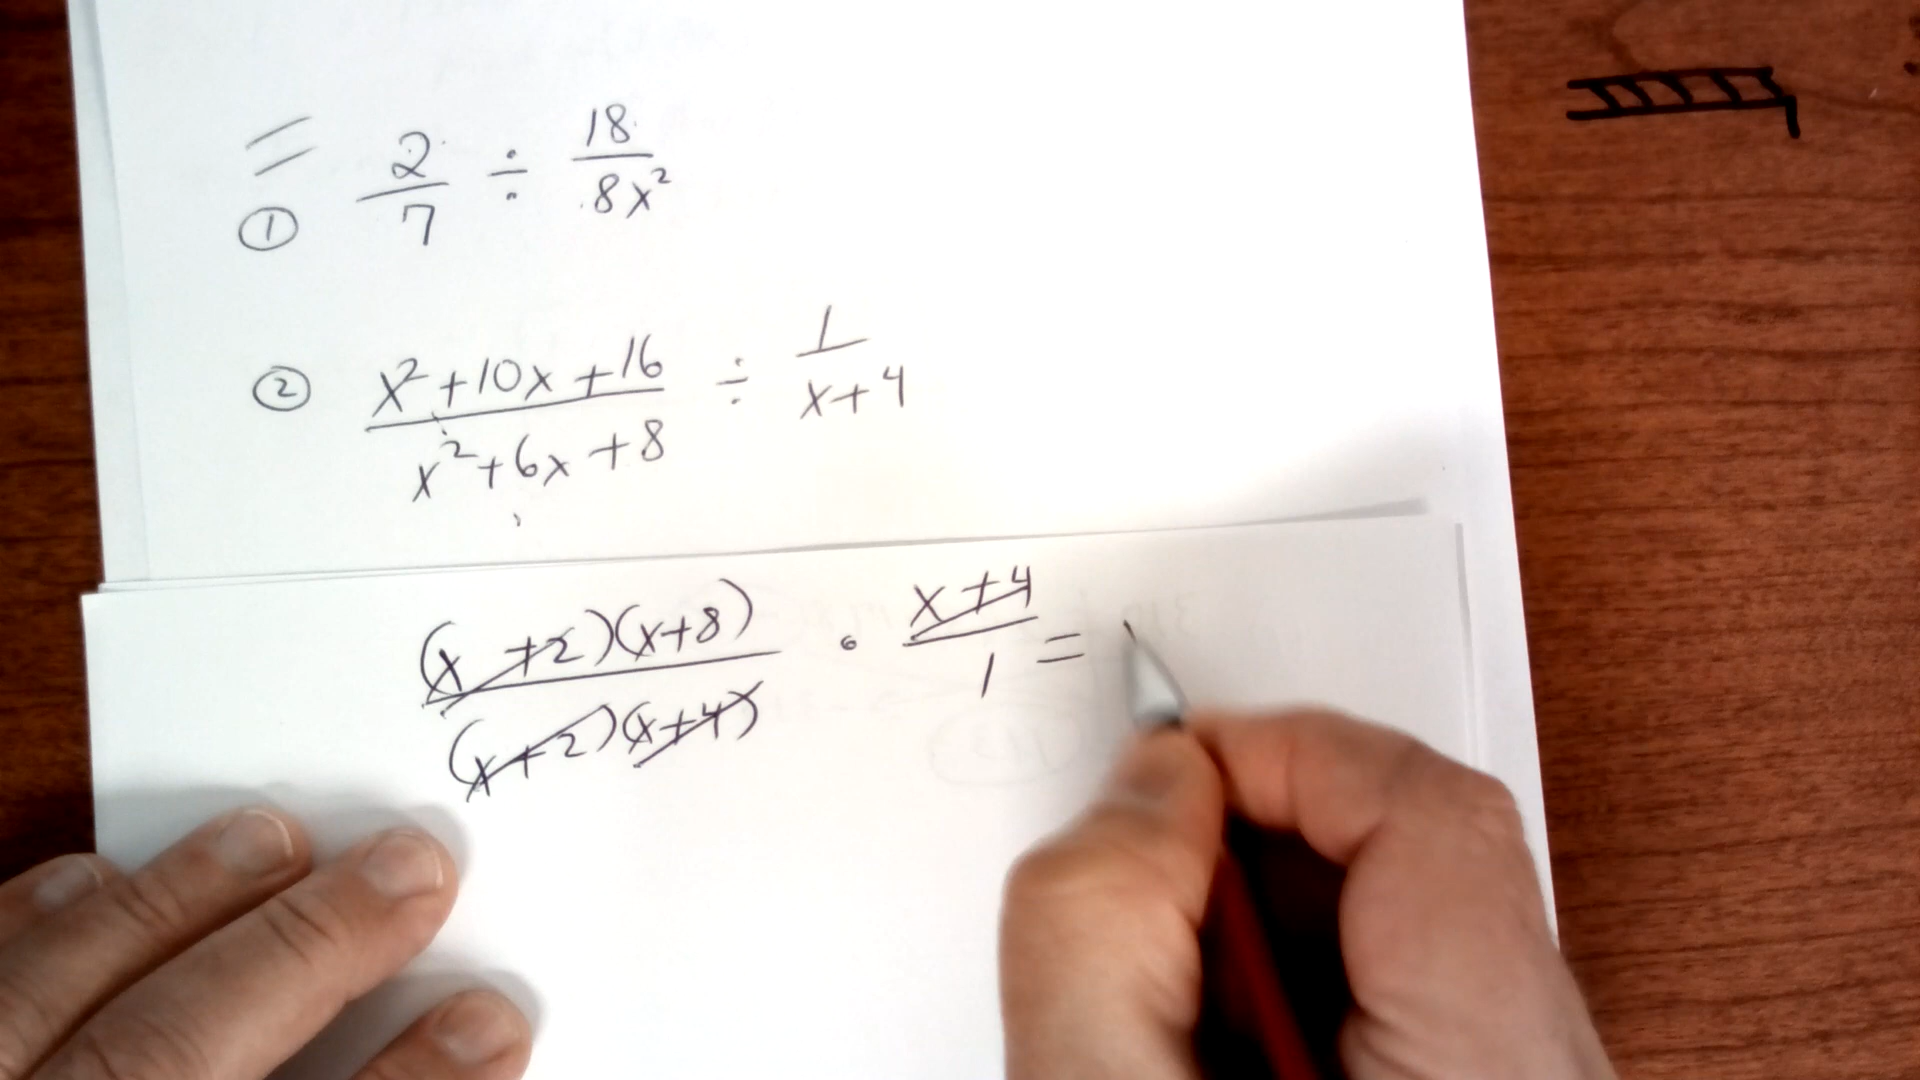 = 2/7 ÷ 18/8x²
①
② x²+10x+16/x²+6x+8 ÷ 1/x+4
(x+2)(x+8)/(x+2)(x+4) · x+4/1 =